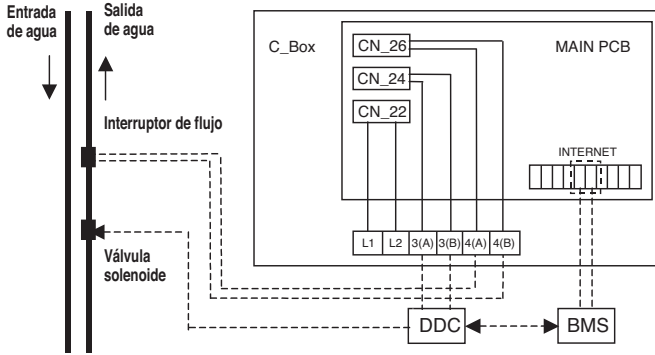 Entrada
de agua
Salida
de agua
Interruptor de flujo
Válvula
solenoide
C_Box
MAIN PCB
CN_26
CN_24
CN_22
INTERNET
L1 L2 3(A) 3(B) 4(A) 4(B)
DDC
BMS